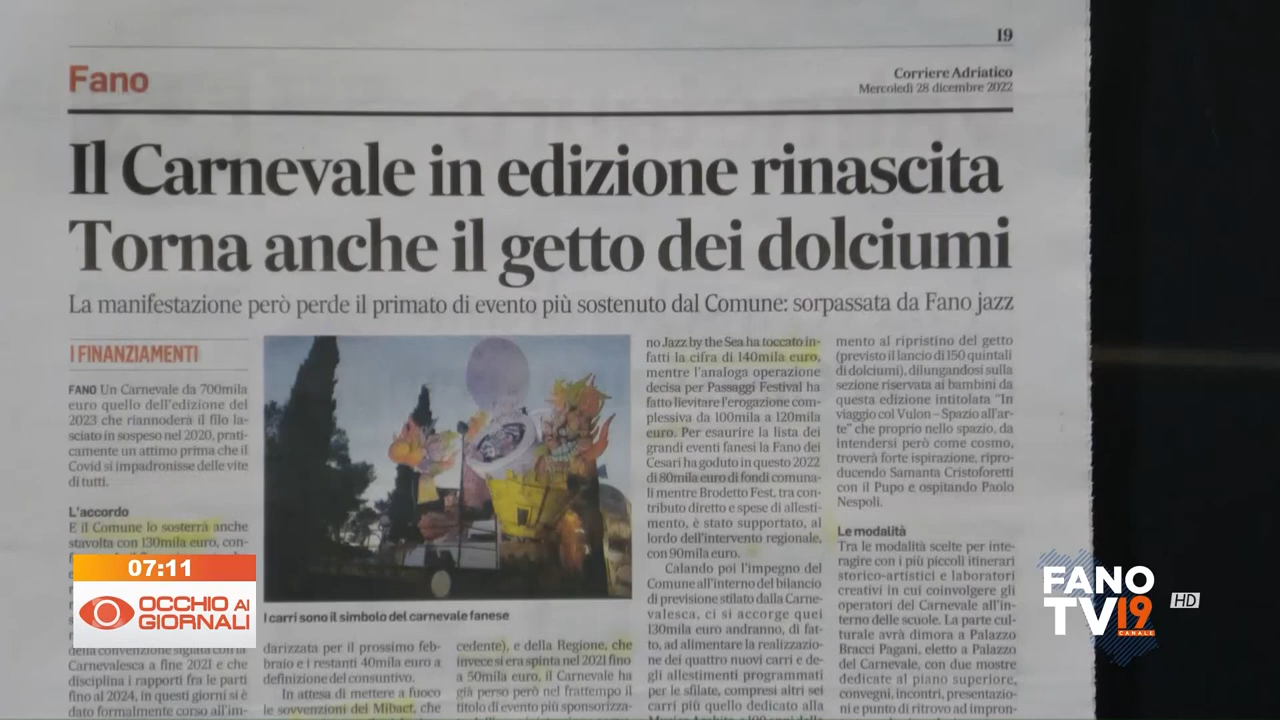 19
Fano
Corriere Adriatico
Mercoledì 28 dicembre 2022
Il Carnevale in edizione rinascita
Torna anche il getto dei dolciumi
La manifestazione però perde il primato di evento più sostenuto dal Comune: sorpassata da Fano jazz
I FINANZIAMENTI
FANO Un Carnevale da 700mila
euro quello dell'edizione del
2023 che riannoderà il filo la-
sciato in sospeso nel 2020, prati-
camente un attimo prima che il
Covid si impadronisse delle vite
di tutti.
L'accordo
E il Comune lo sosterrà anche
stavolta con 130mila euro, con-
della convenzione siglata con la
Carnevalesca a fine 2021 e che
disciplina i rapporti fra le parti
fino al 2024, in questi giorni si è
dato formalmente corso all'im-
I carri sono il simbolo del carnevale fanese
darizzata per il prossimo feb-
braio e i restanti 40mila euro a
definizione del consuntivo.
In attesa di mettere a fuoco
le sovvenzioni del Mibact, che
cedente), e della Regione, che
invece si era spinta nel 2021 fino
a 50mila euro, il Carnevale ha
già perso però nel frattempo il
titolo di evento più sponsorizza-
no Jazz by the Sea ha toccato in-
fatti la cifra di 140mila euro,
mentre l'analoga operazione
decisa per Passaggi Festival ha
fatto lievitare l'erogazione com-
plessiva da 100mila a 120mila
euro. Per esaurire la lista dei
grandi eventi fanesi la Fano dei
Cesari ha goduto in questo 2022
di 80mila euro di fondi comuna-
li mentre Brodetto Fest, tra con-
tributo diretto e spese di allesti-
mento, è stato supportato, al
lordo dell'intervento regionale,
con 90mila euro.
Calando poi l'impegno del
Comune all'interno del bilancio
di previsione stilato dalla Carne-
valesca, ci si accorge quei
130mila euro andranno, di fat-
to, ad alimentare la realizzazio-
ne dei quattro nuovi carri e de-
gli allestimenti programmati
per le sfilate, compresi altri sei
carri più quello dedicato alla
mento al ripristino del getto
(previsto il lancio di 150 quintali
di dolciumi), dilungandosi sulla
sezione riservata ai bambini da
questa edizione intitolata "In
viaggio col Vulon – Spazio all'ar-
te" che proprio nello spazio, da
intendersi però come cosmo,
troverà forte ispirazione, ripro-
ducendo Samanta Cristoforetti
con il Pupo e ospitando Paolo
Nespoli.
Le modalità
Tra le modalità scelte per inte-
ragire con i più piccoli itinerari
storico-artistici e laboratori
creativi in cui coinvolgere gli
operatori del Carnevale all'in-
terno delle scuole. La parte cul-
turale avrà dimora a Palazzo
Bracci Pagani, eletto a Palazzo
del Carnevale, con due mostre
dedicate al piano superiore,
convegni, incontri, presentazio-
ni e punto di ritrovo ad impron-
07:11
OCCHIO AI
GIORNALI
FANO
TV19
CANALE
HD